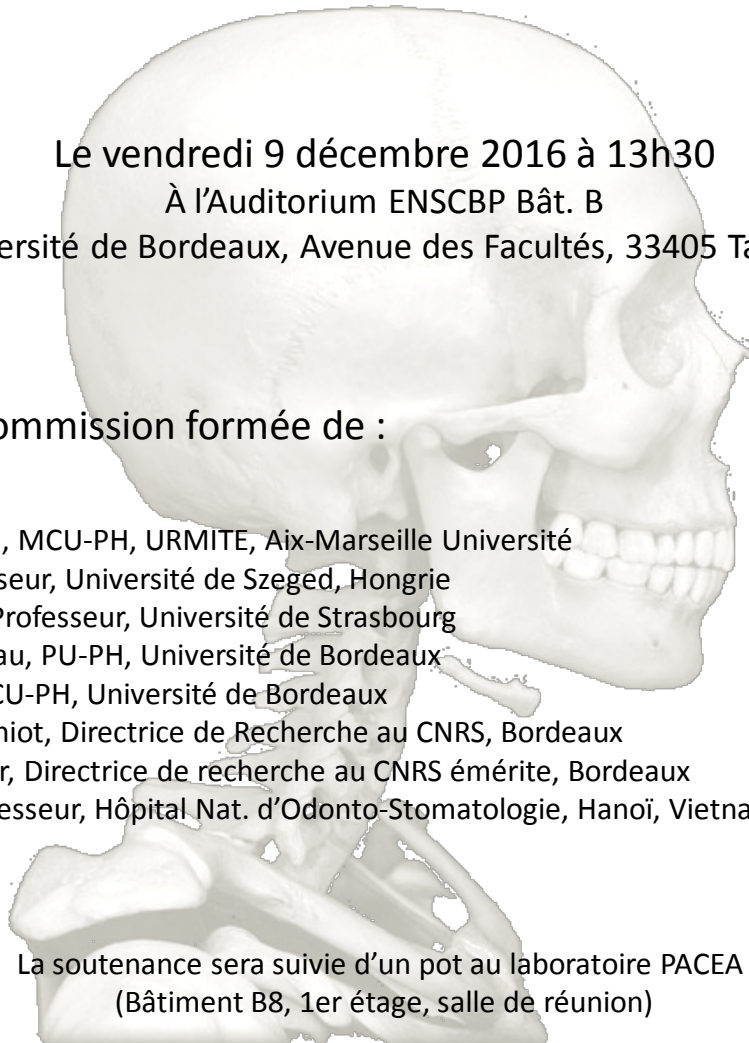 Le vendredi 9 décembre 2016 à 13h30
À l’Auditorium ENSCBP Bât. B
ersité de Bordeaux, Avenue des Facultés, 33405 Ta
ommission formée de :
, MCU-PH, URMITE, Aix-Marseille Université
seur, Université de Szeged, Hongrie
Professeur, Université de Strasbourg
au, PU-PH, Université de Bordeaux
CU-PH, Université de Bordeaux
niot, Directrice de Recherche au CNRS, Bordeaux
r, Directrice de recherche au CNRS émérite, Bordeaux
esseur, Hôpital Nat. d’Odonto-Stomatologie, Hanoï, Vietna
La soutenance sera suivie d’un pot au laboratoire PACEA
(Bâtiment B8, 1er étage, salle de réunion)